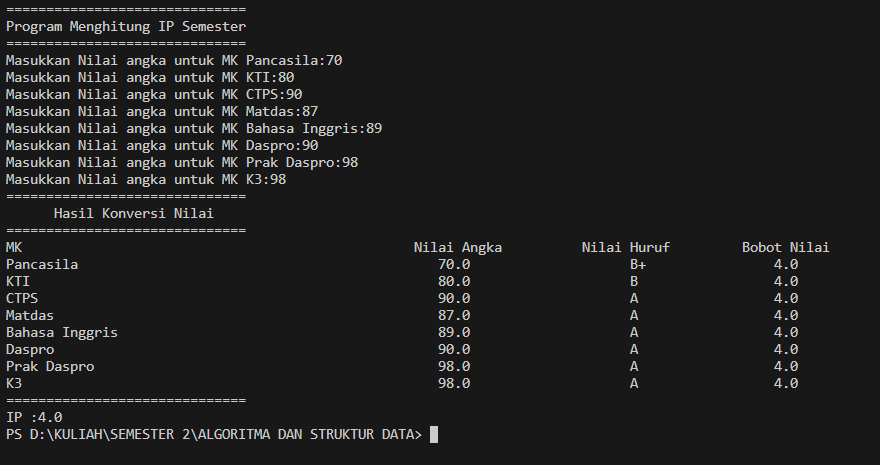 ==============================
Program Menghitung IP Semester
==============================
Masukkan Nilai angka untuk MK Pancasila:70
Masukkan Nilai angka untuk MK KTI:80
Masukkan Nilai angka untuk MK CTPS:90
Masukkan Nilai angka untuk MK Matdas:87
Masukkan Nilai angka untuk MK Bahasa Inggris:89
Masukkan Nilai angka untuk MK Daspro:90
Masukkan Nilai angka untuk MK Prak Daspro:98
Masukkan Nilai angka untuk MK K3:98
==============================
      Hasil Konversi Nilai
==============================
MK Nilai Angka Nilai Huruf Bobot Nilai
Pancasila 70.0 B+ 4.0
KTI 80.0 B 4.0
CTPS 90.0 A 4.0
Matdas 87.0 A 4.0
Bahasa Inggris 89.0 A 4.0
Daspro 90.0 A 4.0
Prak Daspro 98.0 A 4.0
K3 98.0 A 4.0
==============================
IP :4.0
PS D:\KULIAH\SEMESTER 2\ALGORITMA DAN STRUKTUR DATA>